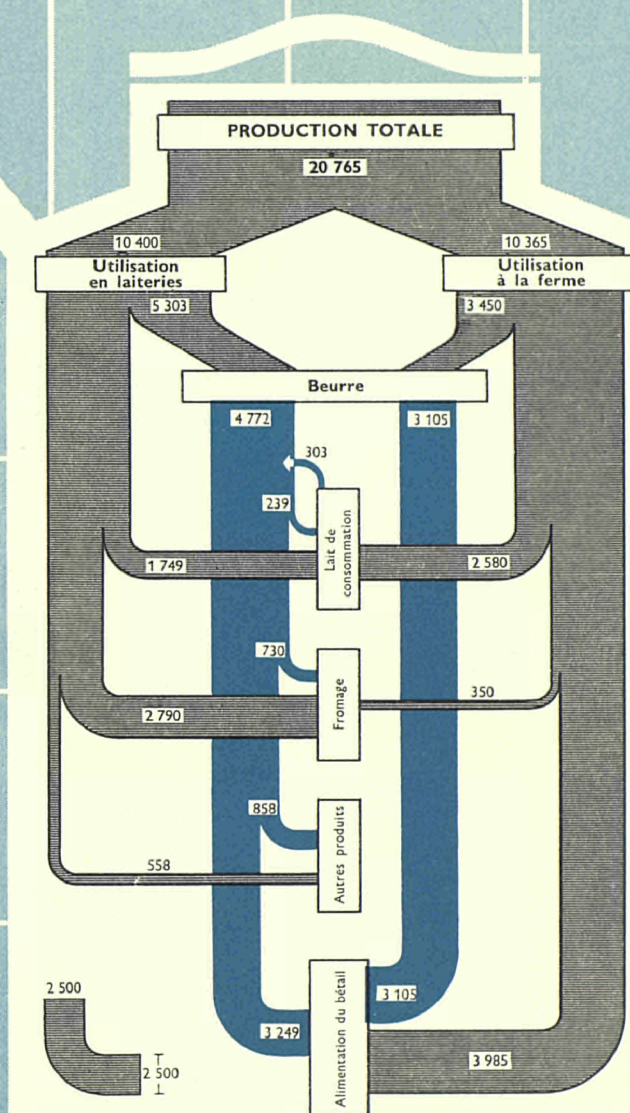 PRODUCTION TOTALE
20 765
10 400
10 365
Utilisation
en laiteries
Utilisation
à la ferme
5 303
3 450
Beurre
4 772
3 105
303
239
Lait de
consommation
1 749
2 580
730
Fromage
350
2 790
858
Autres produits
558
Alimentation du bétail
2 500
3 105
3 249
2 500
3 985